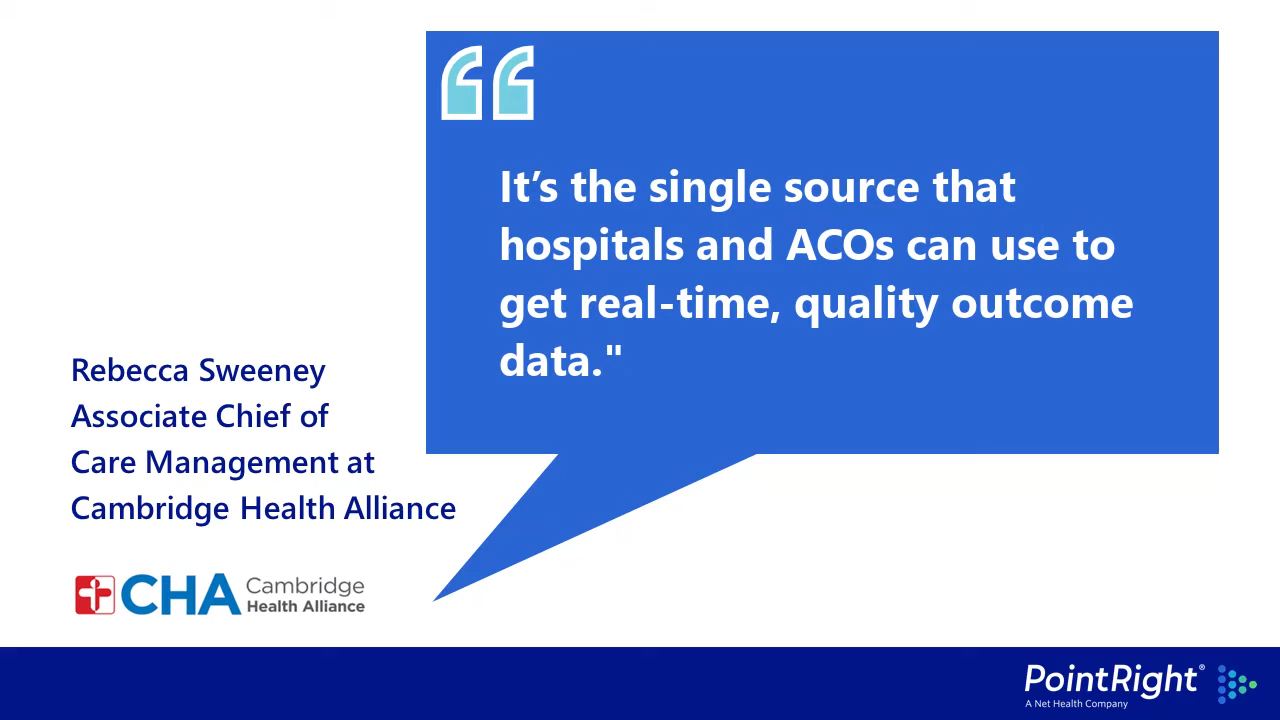 It’s the single source that
hospitals and ACOs can use to
get real-time, quality outcome
data."
Rebecca Sweeney
Associate Chief of
Care Management at
Cambridge Health Alliance
CHA Cambridge
Health Alliance
PointRight®
A Net Health Company